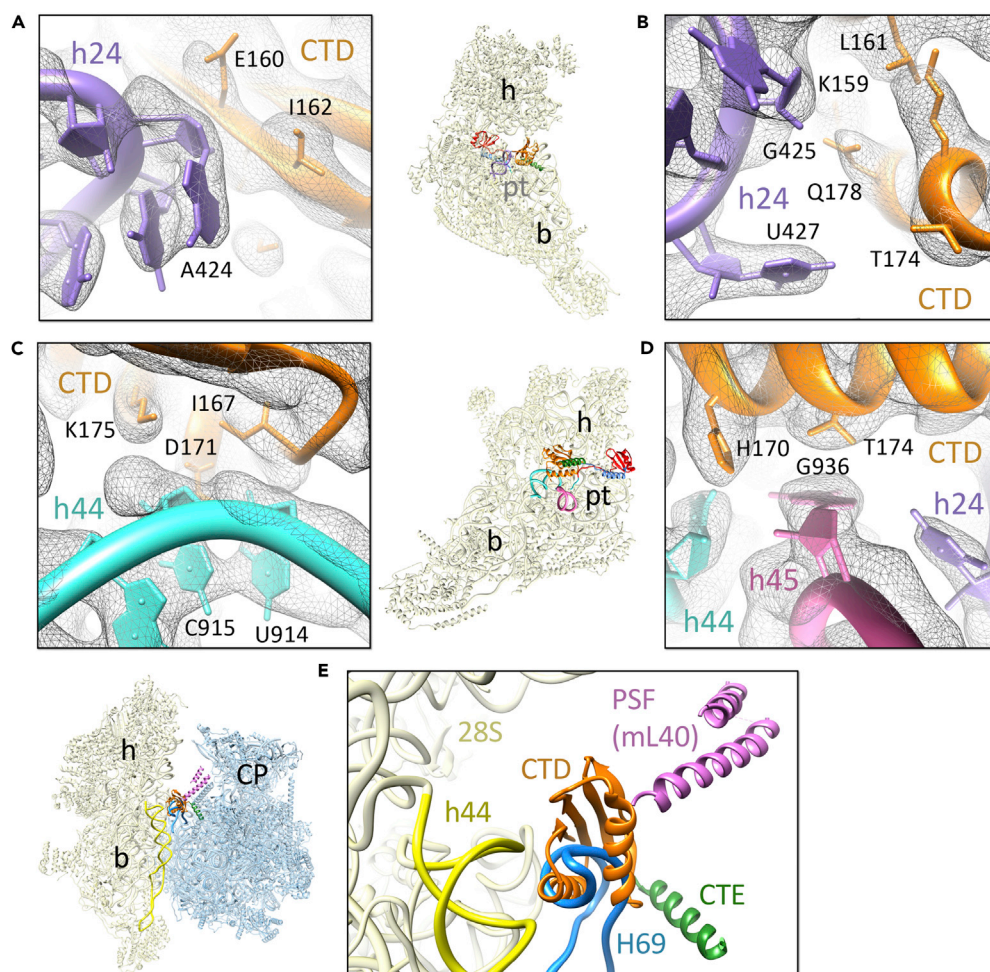 A
h24
E160
CTD
I162
A424
h
pt
b
B
L161
K159
G425
Q178
h24
U427
T174
CTD
C
CTD
I167
K175
D171
h44
C915
U914
h
pt
b
D
H170
T174
G936
CTD
h24
h45
h44
h
CP
b
E
PSF
(mL40)
28S
CTD
h44
CTE
H69